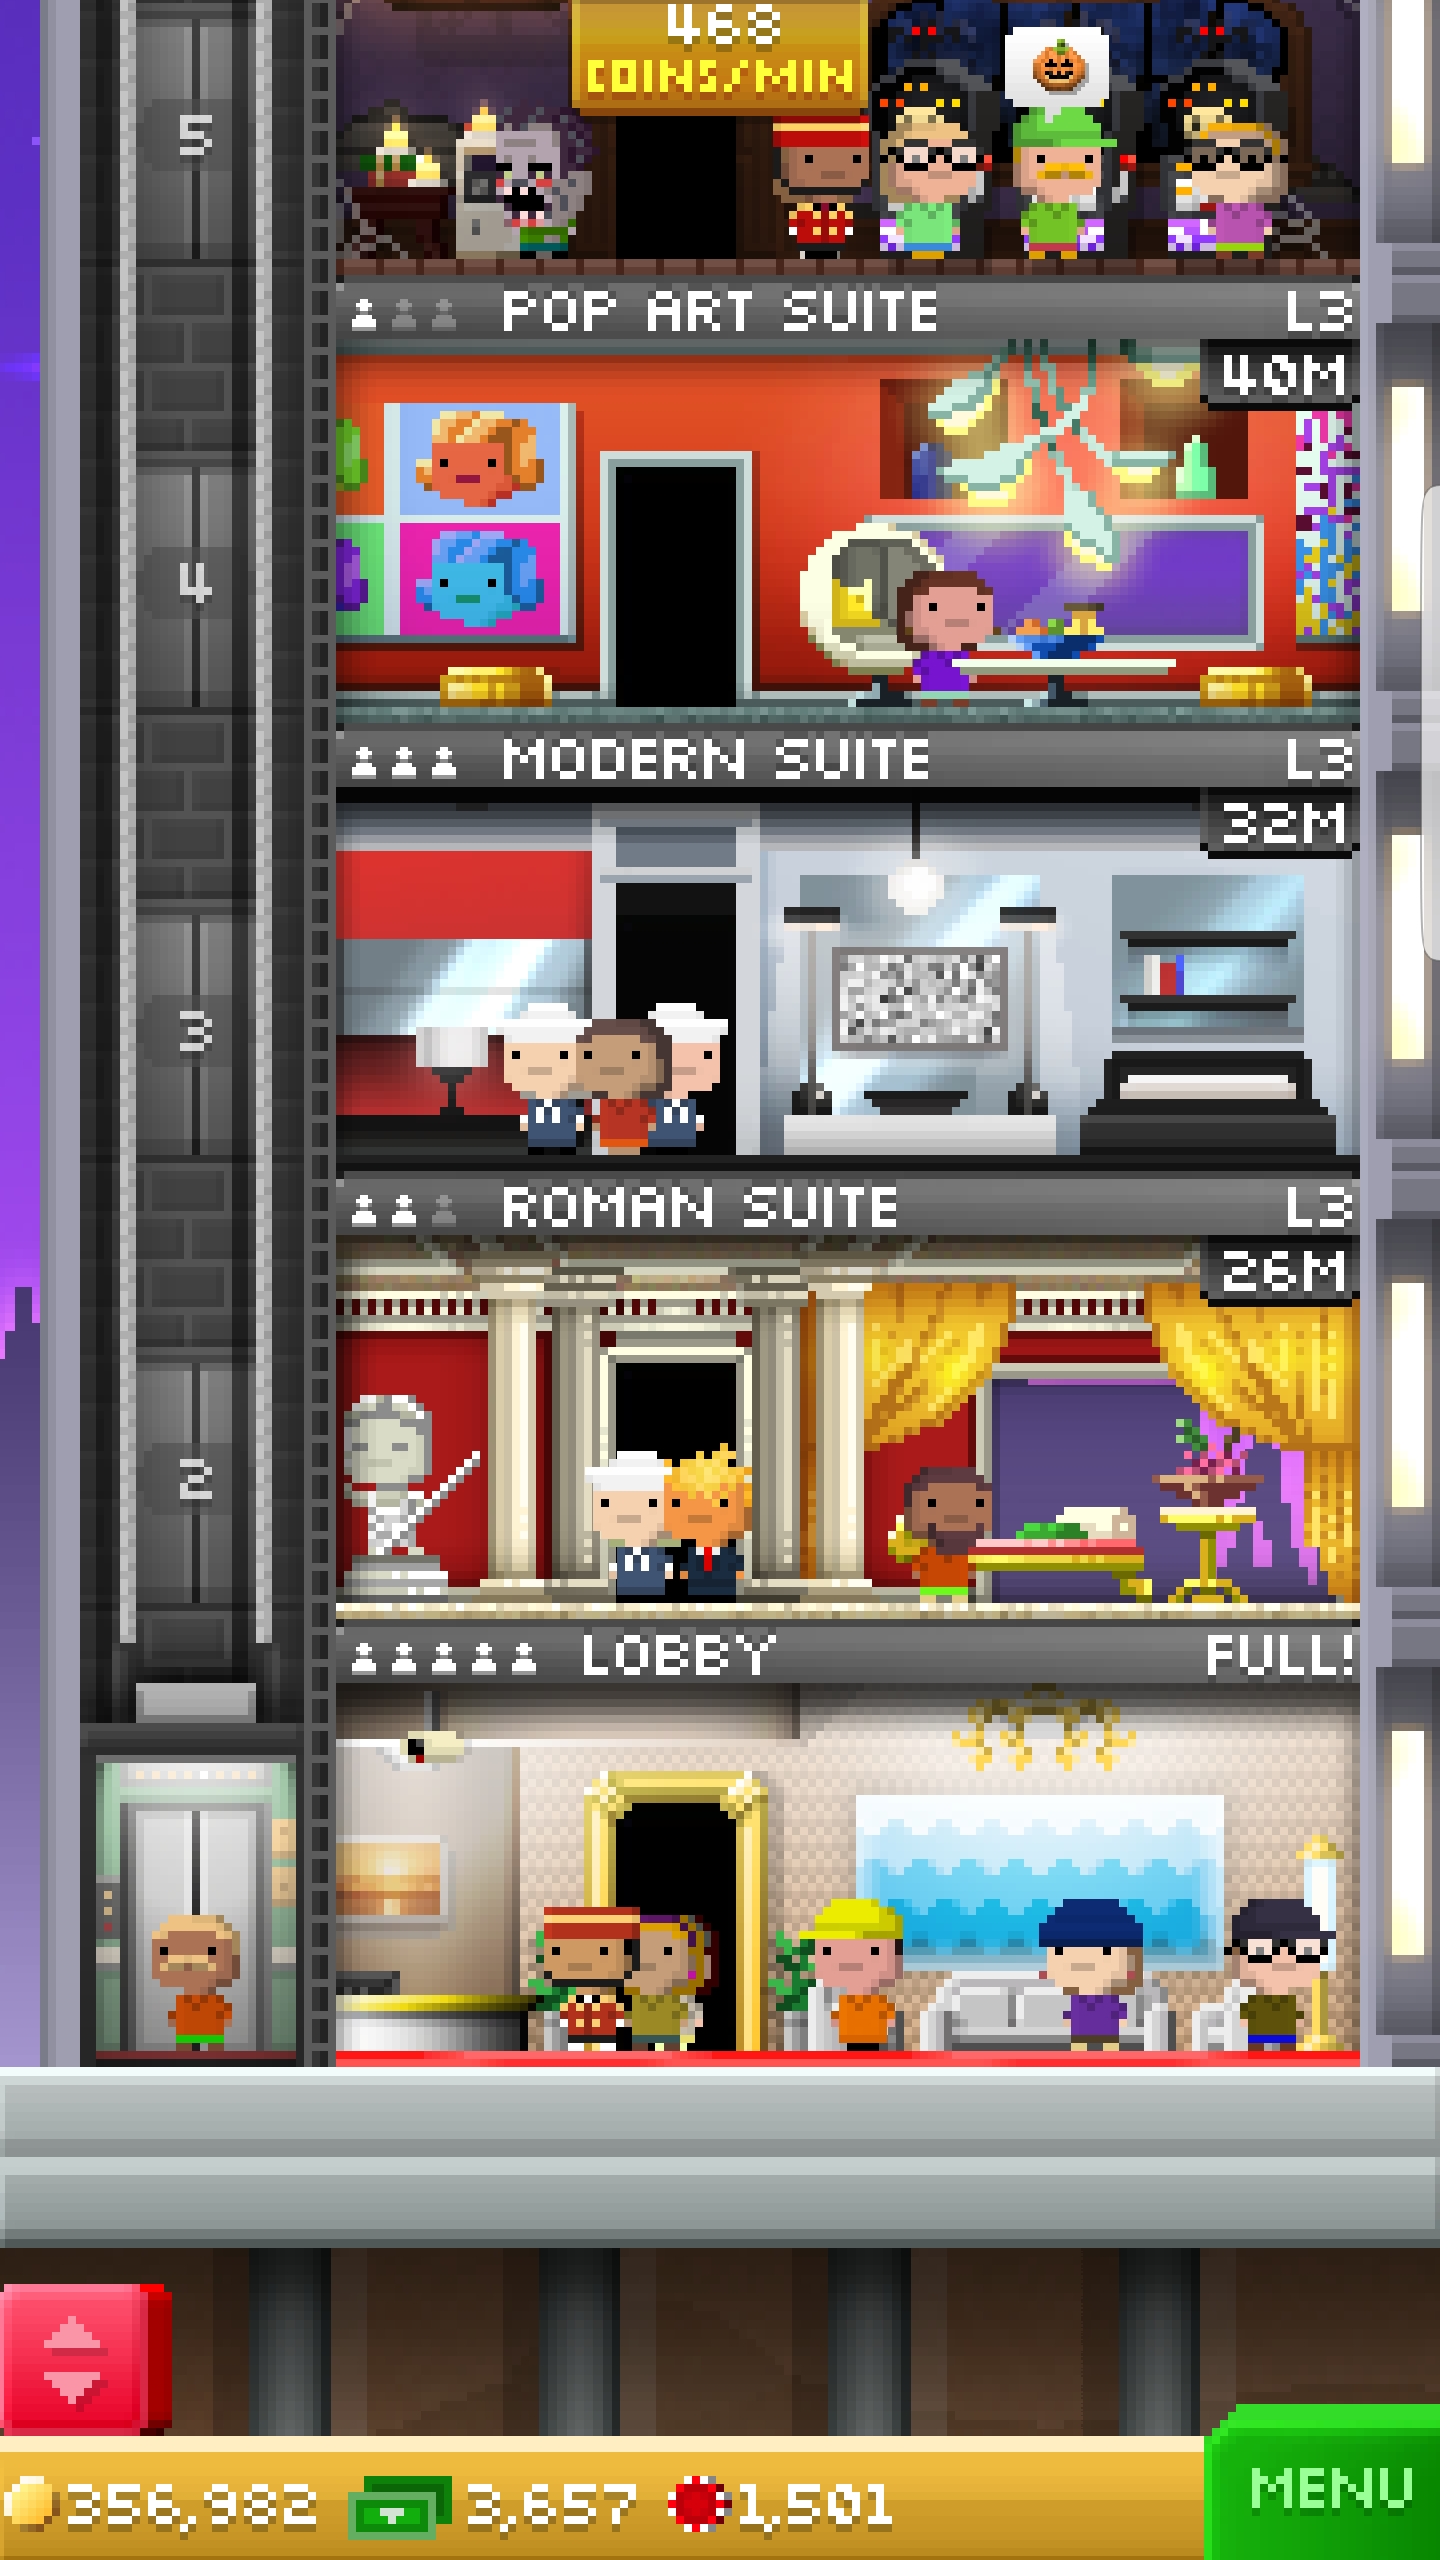 468
COINS/MIN
5
POP ART SUITE L3
40M
4
MODERN SUITE L3
32M
3
ROMAN SUITE L3
26M
2
LOBBY FULL!
356,982 3,657 1,501
MENU